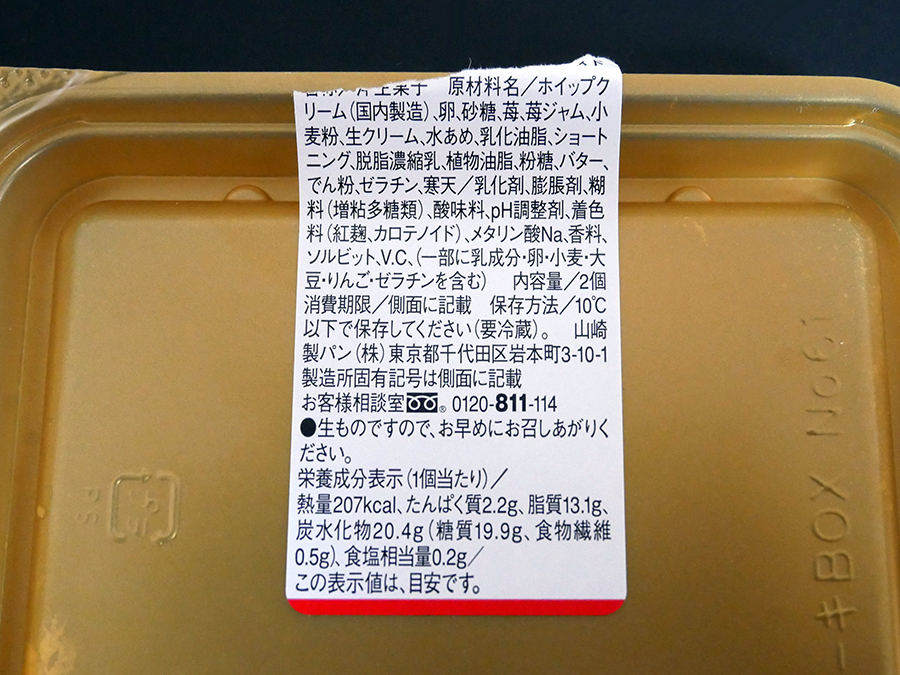 生菓子 原材料名／ホイップク
リーム（国内製造）、卵、砂糖、苺、苺ジャム、小
麦粉、生クリーム、水あめ、乳化油脂、ショート
ニング、脱脂濃縮乳、植物油脂、粉糖、バター、
でん粉、ゼラチン、寒天／乳化剤、膨脹剤、糊
料（増粘多糖類）、酸味料、pH調整剤、着色
料（紅麹、カロテノイド）、メタリン酸Na、香料、
ソルビット、V.C、（一部に乳成分・卵・小麦・大
豆・りんご・ゼラチンを含む） 内容量／2個
消費期限／側面に記載 保存方法／10℃
以下で保存してください（要冷蔵）。 山崎
製パン（株）東京都千代田区岩本町3-10-1
製造所固有記号は側面に記載
お客様相談室 ® 0120-811-114
●生ものですので、お早めにお召しあがりく
ださい。
栄養成分表示（1個当たり）／
熱量207kcal、たんぱく質2.2g、脂質13.1g、
炭水化物20.4g（糖質19.9g、食物繊維
0.5g）、食塩相当量0.2g／
この表示値は、目安です。
PS
ーキBOX No61